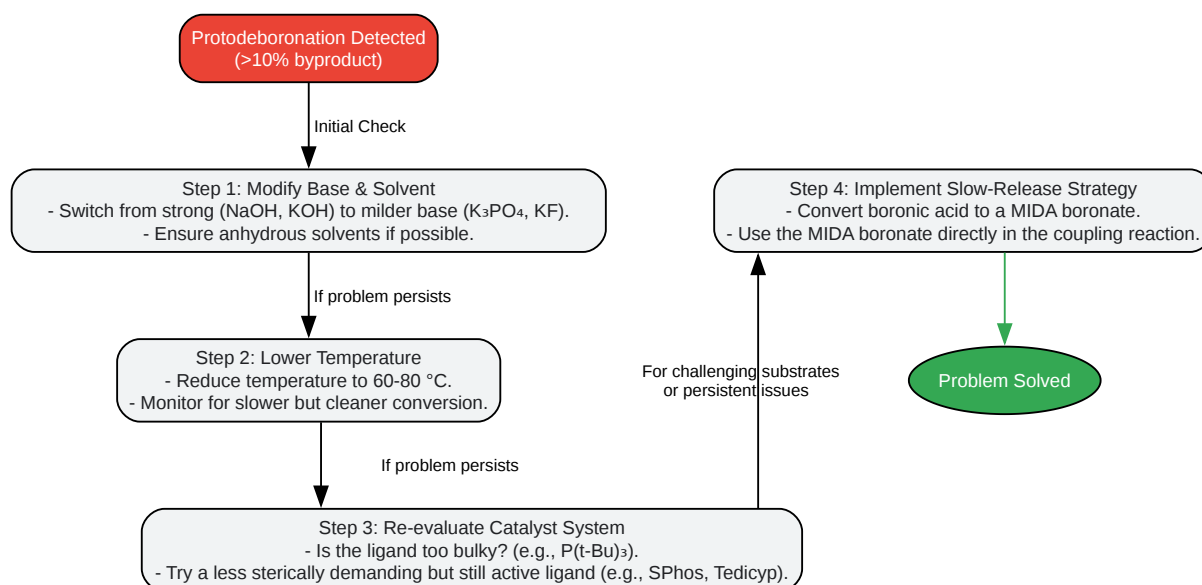 Protodeboronation Detected
(>10% byproduct)
Initial Check
Step 1: Modify Base & Solvent
- Switch from strong (NaOH, KOH) to milder base (K₃PO₄, KF).
- Ensure anhydrous solvents if possible.
If problem persists
Step 2: Lower Temperature
- Reduce temperature to 60-80 °C.
- Monitor for slower but cleaner conversion.
If problem persists
Step 3: Re-evaluate Catalyst System
- Is the ligand too bulky? (e.g., P(t-Bu)₃).
- Try a less sterically demanding but still active ligand (e.g., SPhos, Tedicyp).
For challenging substrates
or persistent issues
Step 4: Implement Slow-Release Strategy
- Convert boronic acid to a MIDA boronate.
- Use the MIDA boronate directly in the coupling reaction.
Problem Solved